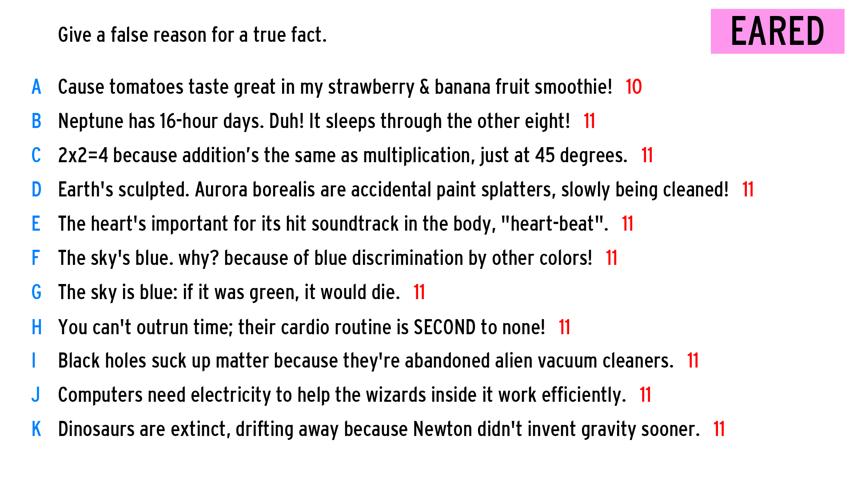 Give a false reason for a true fact.
EARED
A Cause tomatoes taste great in my strawberry & banana fruit smoothie! 10
B Neptune has 16-hour days. Duh! It sleeps through the other eight! 11
C 2x2=4 because addition’s the same as multiplication, just at 45 degrees. 11
D Earth's sculpted. Aurora borealis are accidental paint splatters, slowly being cleaned! 11
E The heart's important for its hit soundtrack in the body, "heart-beat". 11
F The sky's blue. why? because of blue discrimination by other colors! 11
G The sky is blue: if it was green, it would die. 11
H You can't outrun time; their cardio routine is SECOND to none! 11
I Black holes suck up matter because they're abandoned alien vacuum cleaners. 11
J Computers need electricity to help the wizards inside it work efficiently. 11
K Dinosaurs are extinct, drifting away because Newton didn't invent gravity sooner. 11